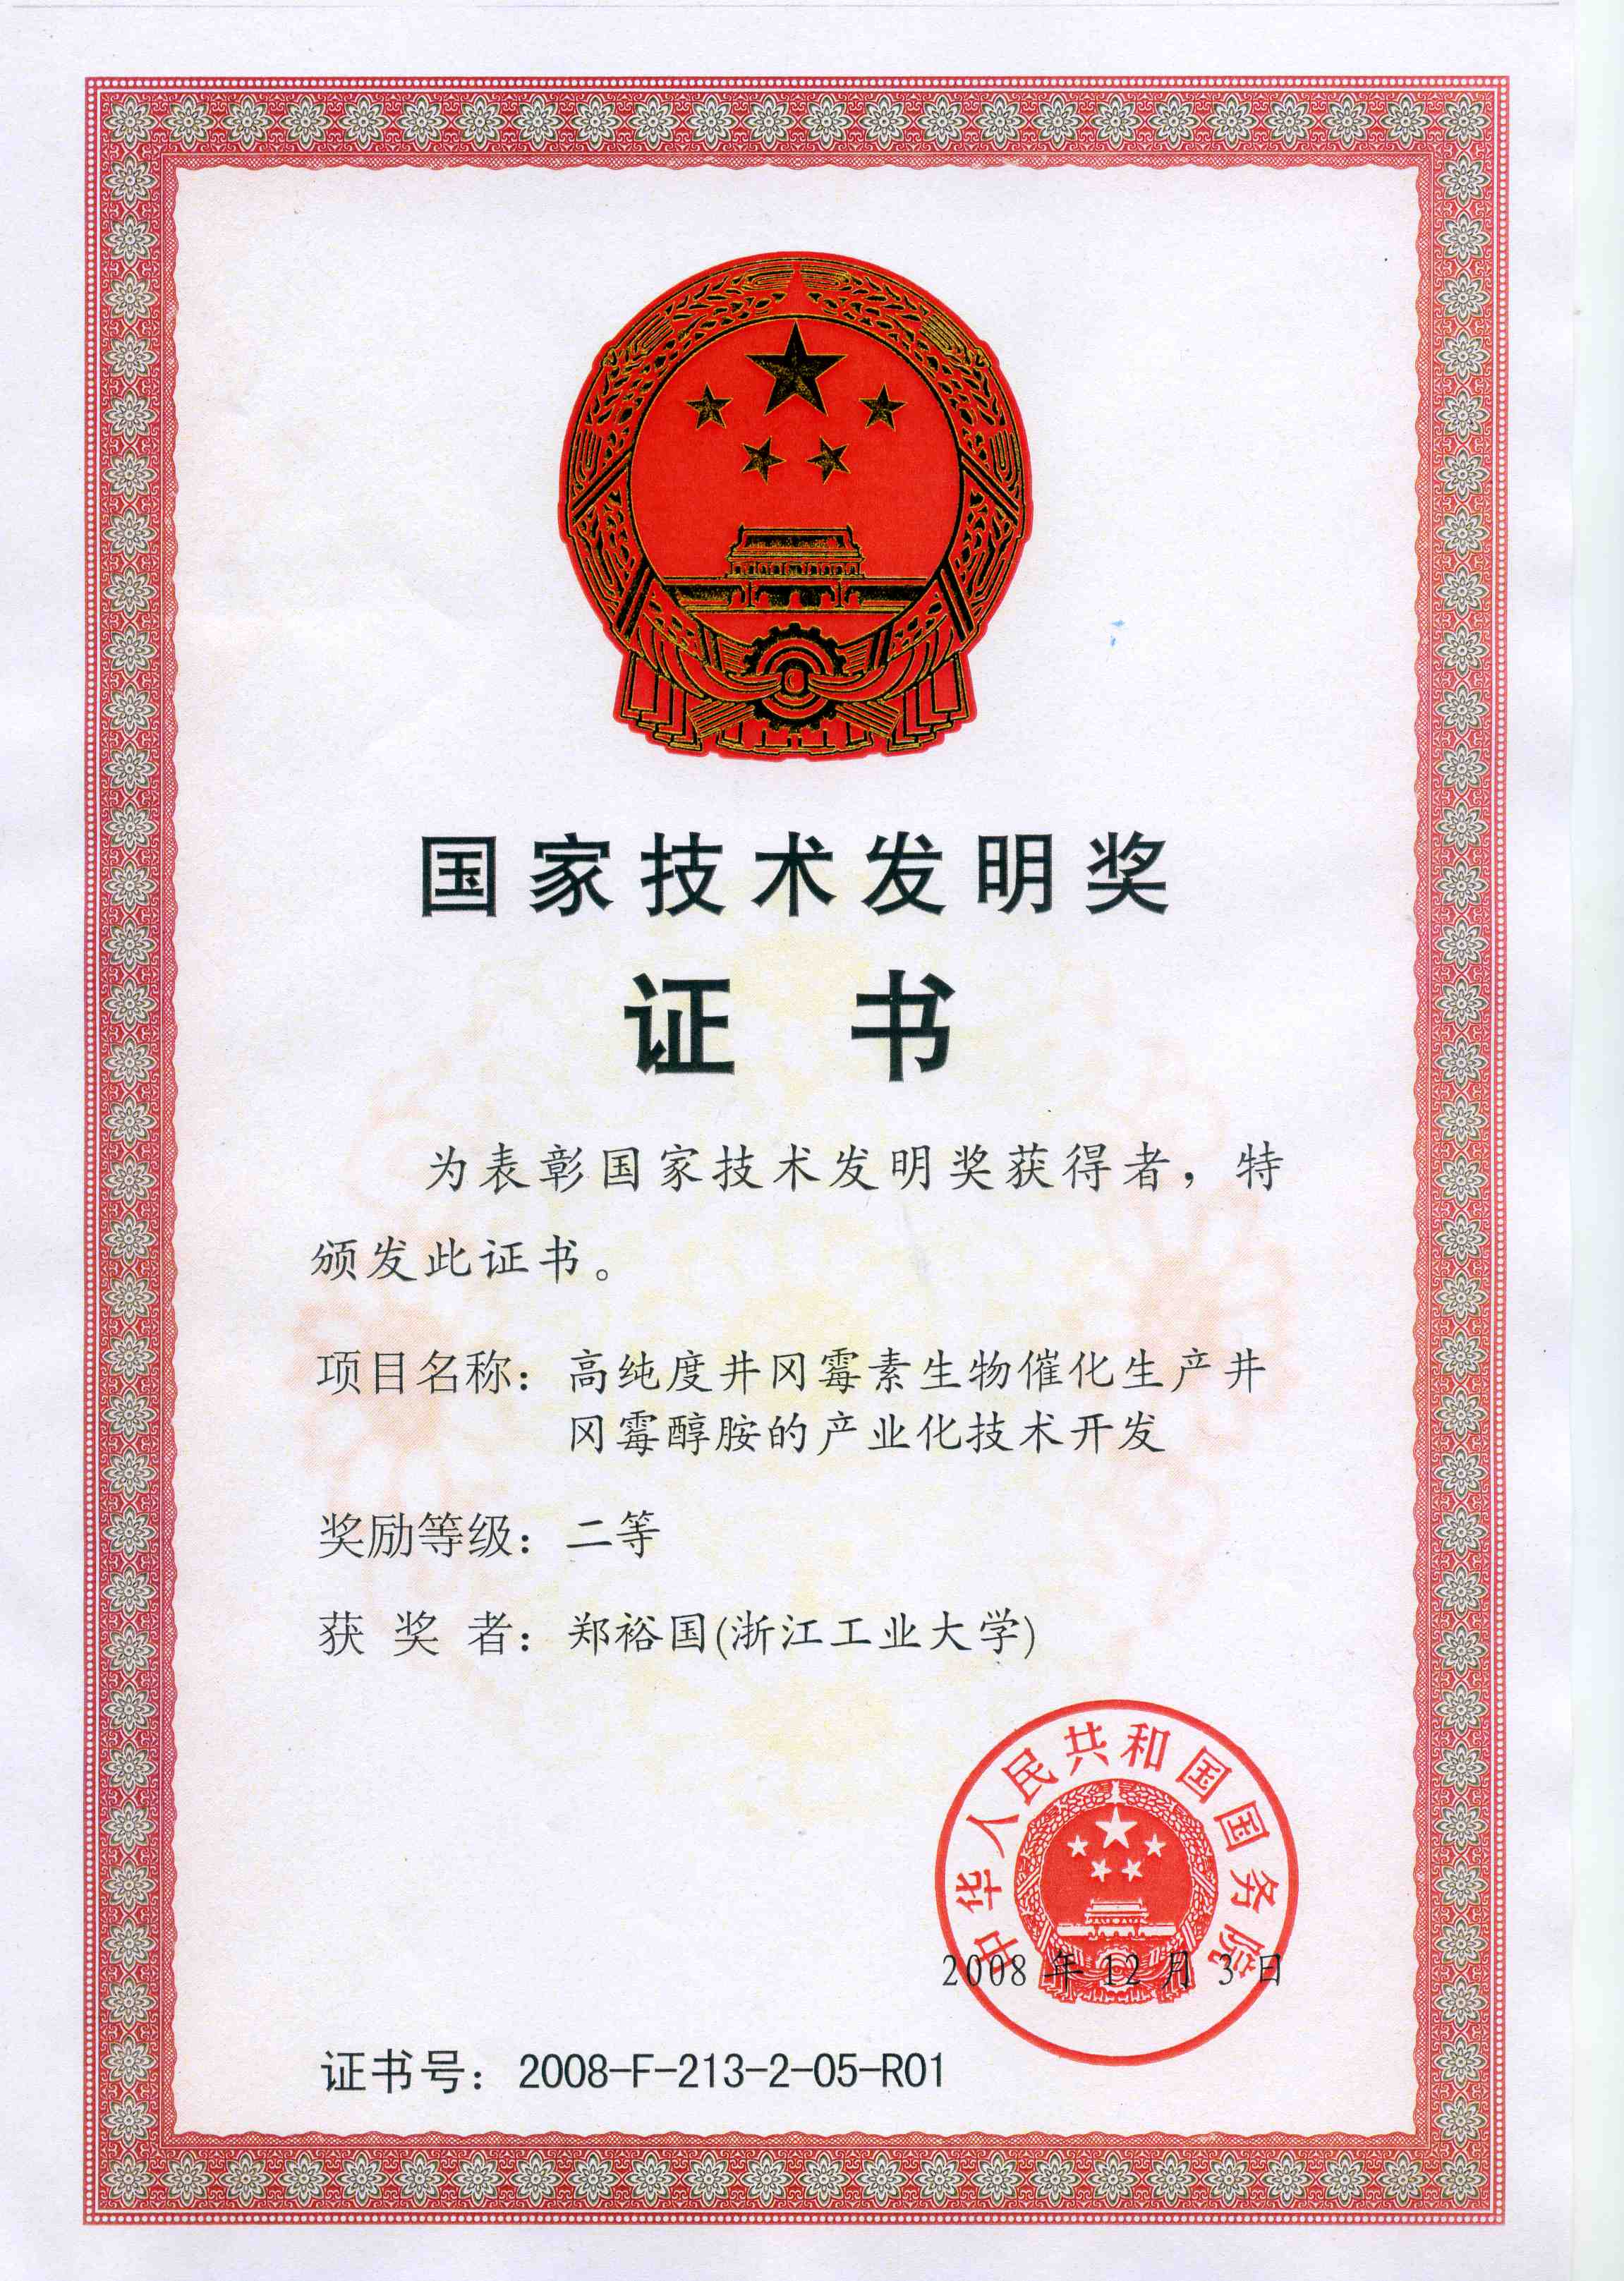 国家技术发明奖
证书
为表彰国家技术发明奖获得者，特
颁发此证书。
项目名称：高纯度井冈霉素生物催化生产井
冈霉醇胺的产业化技术开发
奖励等级：二等
获奖者：郑裕国(浙江工业大学)
中华人民共和国国务院
2008年12月3日
证书号：2008-F-213-2-05-R01